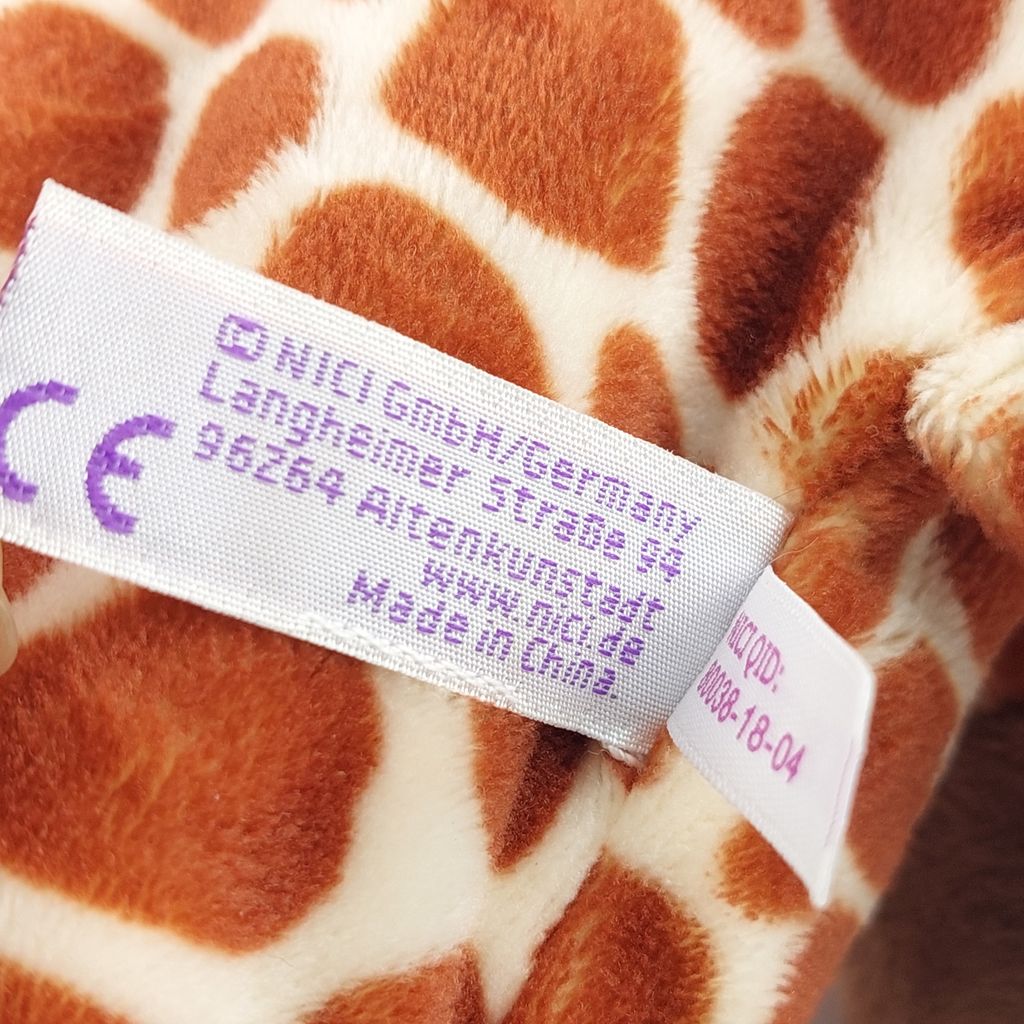 CE
© NICI GmbH/Germany
Langheimer Straße 94
96264 Altenkunstadt
www.nici.de
Made in China.
NICI QID:
00038-18-04